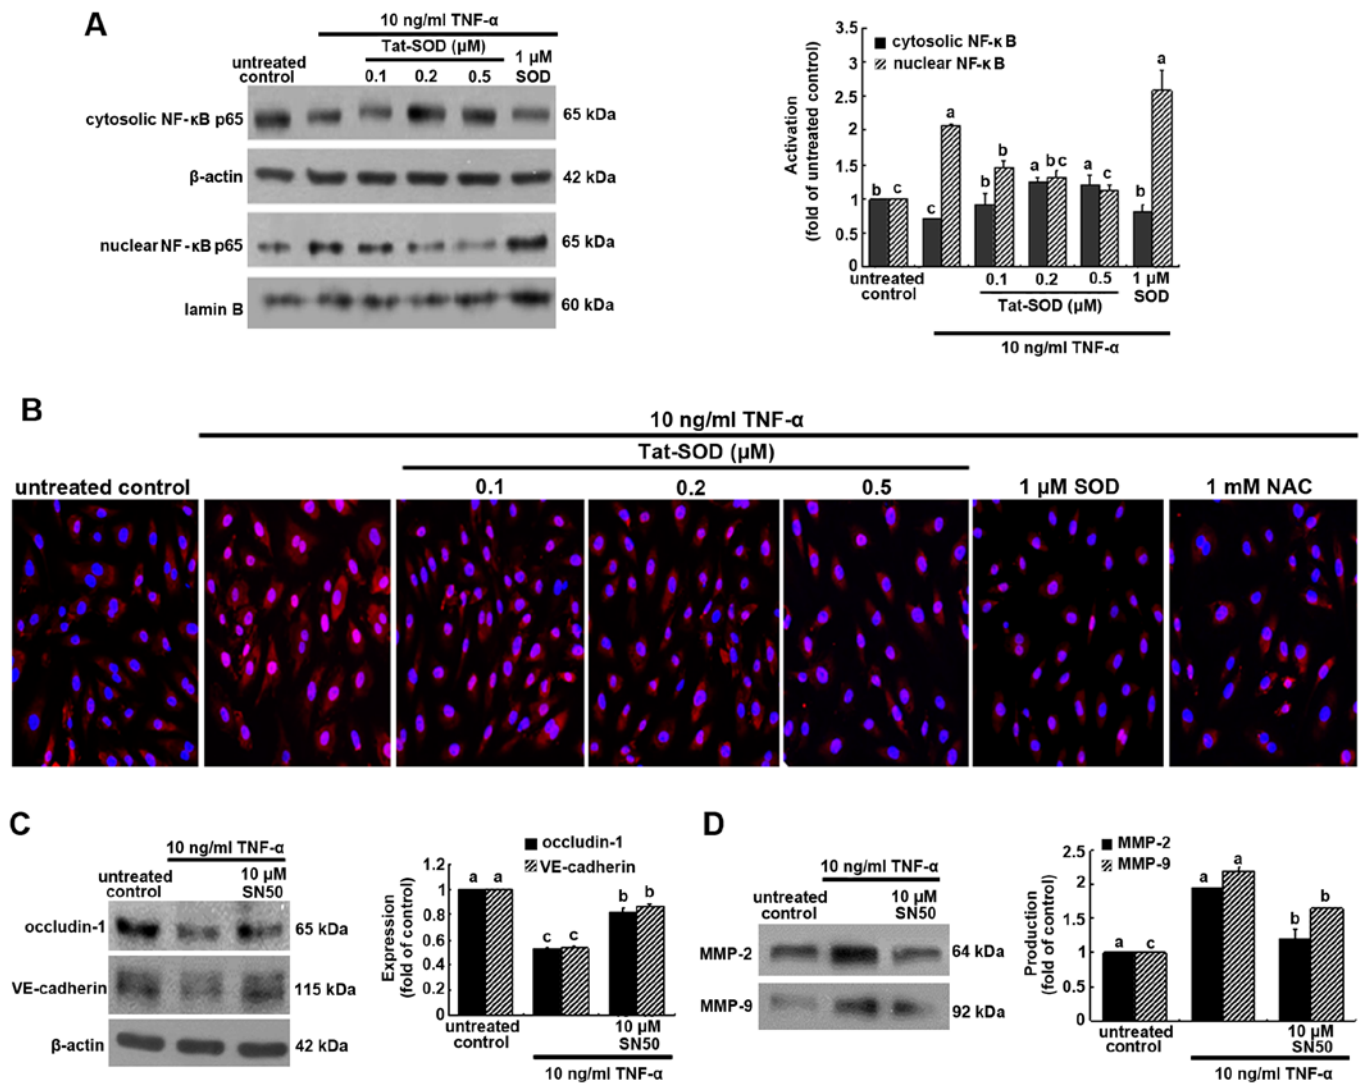 A
10 ng/ml TNF-α
Tat-SOD (μM)
1 μM
SOD
untreated
control
0.1 0.2 0.5
cytosolic NF-κB p65
65 kDa
β-actin
42 kDa
nuclear NF-κB p65
65 kDa
lamin B
60 kDa
Activation
(fold of untreated control)
3.5
3
2.5
2
1.5
1
0.5
0
cytosolic NF-κB
nuclear NF-κB
b c
c a
b b
a b c
a c
b a
untreated
control
0.1 0.2 0.5
Tat-SOD (μM)
1 μM
SOD
10 ng/ml TNF-α
B
10 ng/ml TNF-α
Tat-SOD (μM)
untreated control 0.1 0.2 0.5 1 μM SOD 1 mM NAC
C
10 ng/ml TNF-α
untreated
control
10 μM
SN50
occludin-1
65 kDa
VE-cadherin
115 kDa
β-actin
42 kDa
Expression
(fold of control)
1.2
1
0.8
0.6
0.4
0.2
0
occludin-1
VE-cadherin
a a
c c
b b
untreated
control
10 μM
SN50
10 ng/ml TNF-α
D
10 ng/ml TNF-α
untreated
control
10 μM
SN50
MMP-2
64 kDa
MMP-9
92 kDa
Production
(fold of control)
2.5
2
1.5
1
0.5
0
MMP-2
MMP-9
a c
a a
b b
untreated
control
10 μM
SN50
10 ng/ml TNF-α